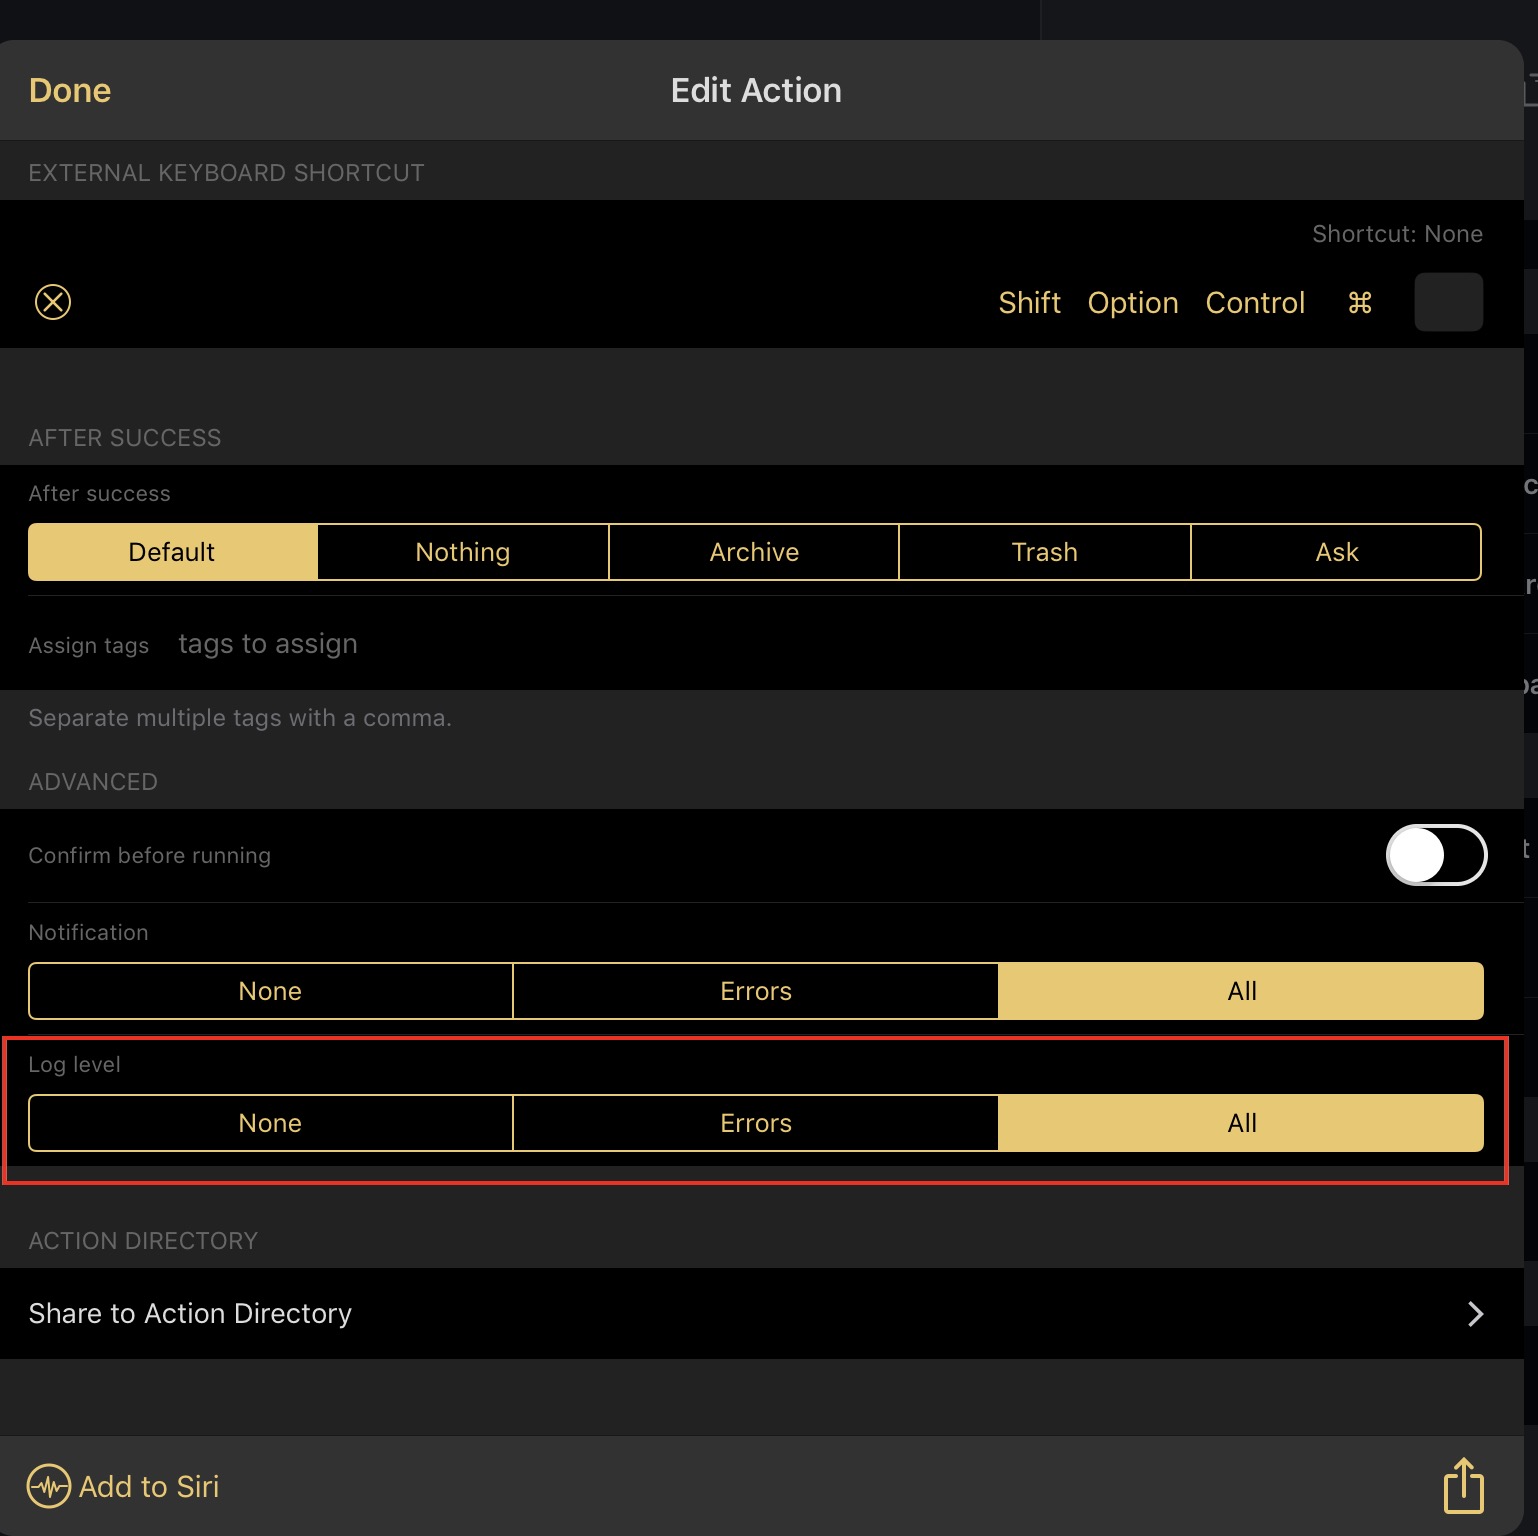 Done
Edit Action
EXTERNAL KEYBOARD SHORTCUT
Shortcut: None
Shift Option Control ⌘
AFTER SUCCESS
After success
Default Nothing Archive Trash Ask
Assign tags tags to assign
Separate multiple tags with a comma.
ADVANCED
Confirm before running
Notification
None Errors All
Log level
None Errors All
ACTION DIRECTORY
Share to Action Directory
Add to Siri